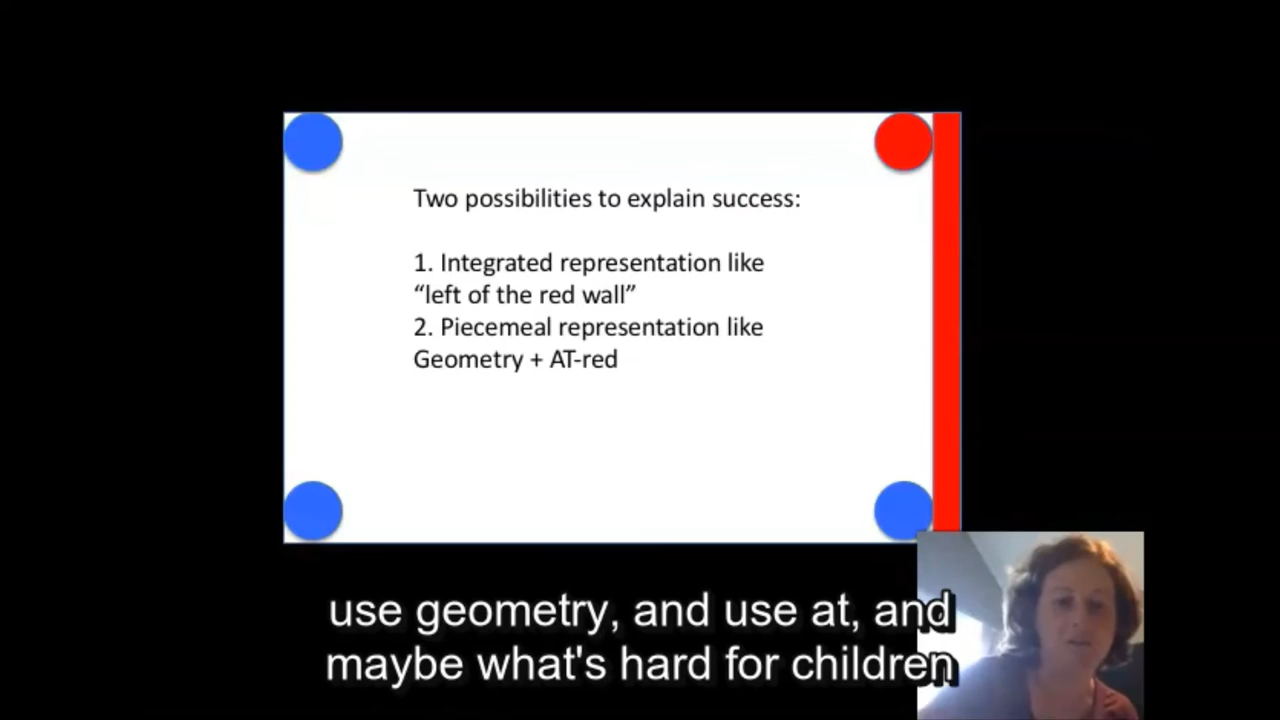 Two possibilities to explain success:
1. Integrated representation like
“left of the red wall”
2. Piecemeal representation like
Geometry + AT-red
use geometry, and use at, and
maybe what's hard for children